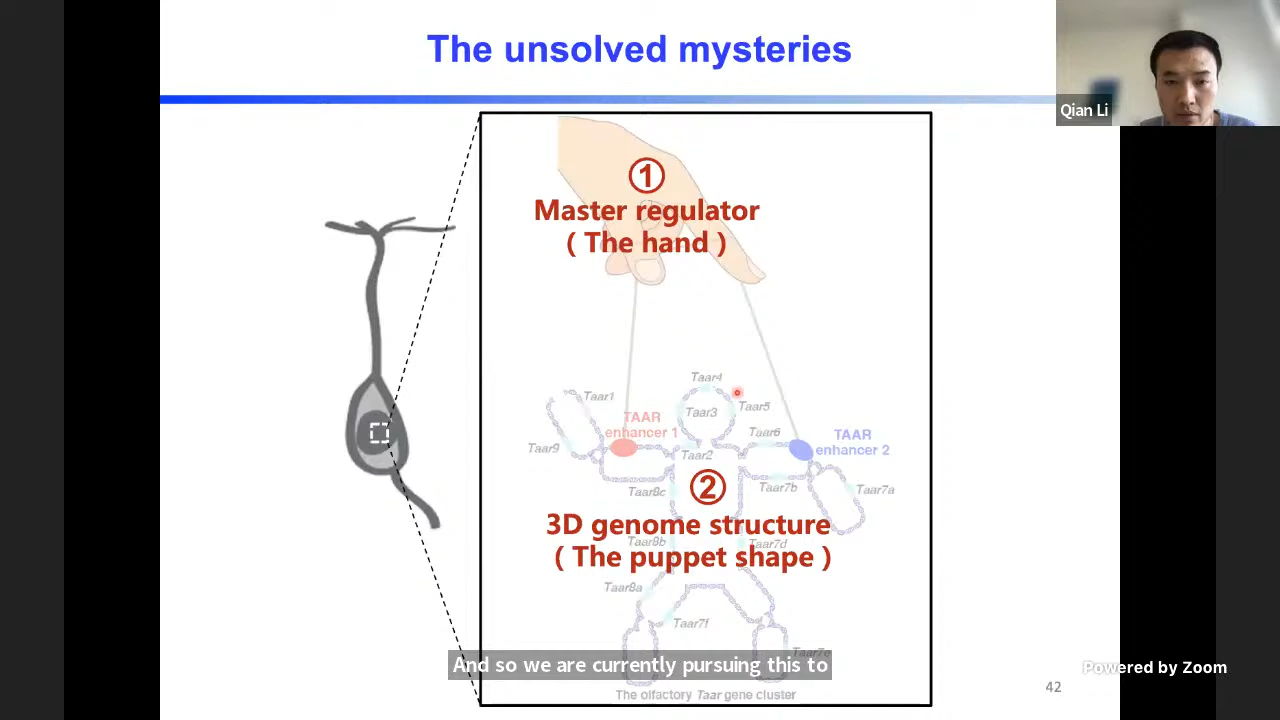 The unsolved mysteries
Qian Li
①
Master regulator
( The hand )
Taar4
Taar1
Taar3
Taar5
TAAR
enhancer 1
Taar6
TAAR
enhancer 2
Taar9
Taar2
Taar8c
②
Taar7b
Taar7a
3D genome structure
Taar8b
Taar7d
( The puppet shape )
Taar8a
Taar7f
And so we are currently pursuing this to
Powered by Zoom
42
The olfactory Taar gene cluster